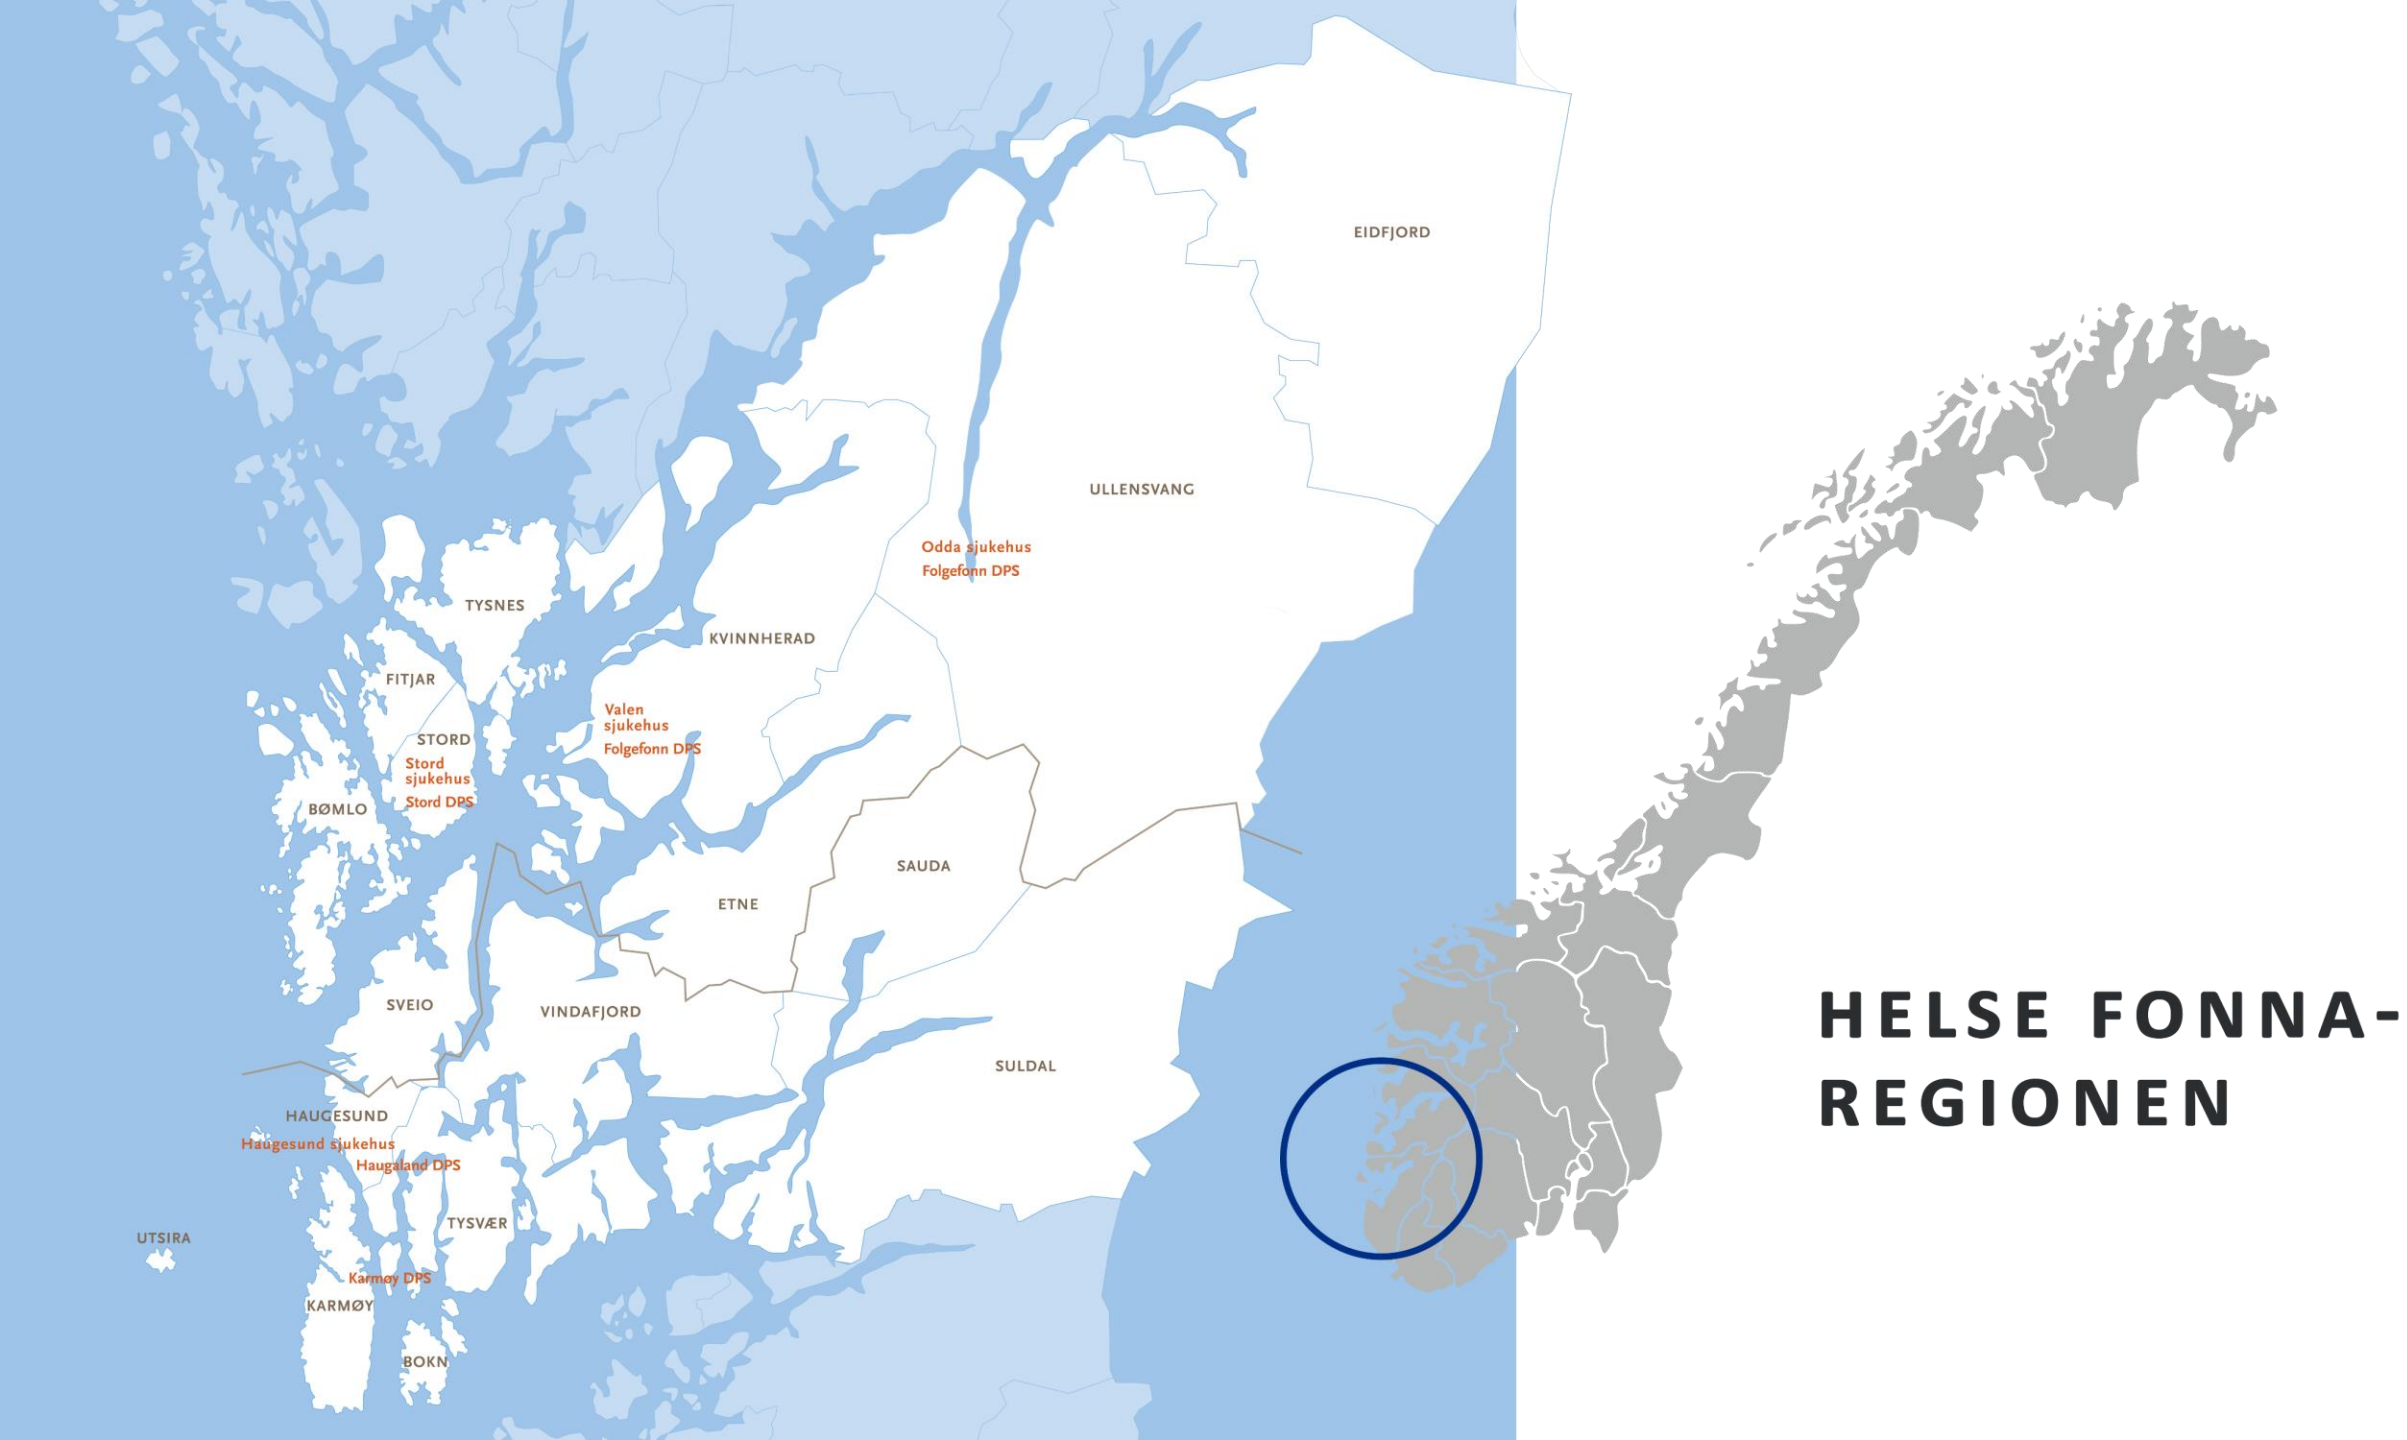 EIDFJORD
ULLENSVANG
Odda sjukehus
Folgefonn DPS
TYSNES
KVINNHERAD
FITJAR
Valen
sjukehus
Folgefonn DPS
STORD
Stord
sjukehus
Stord DPS
BØMLO
SAUDA
ETNE
SVEIO
VINDAFJORD
SULDAL
HAUGESUND
Haugesund sjukehus
Haugaland DPS
TYSVÆR
UTSIRA
Karmøy DPS
KARMØY
BOKN
HELSE FONNA-
REGIONEN